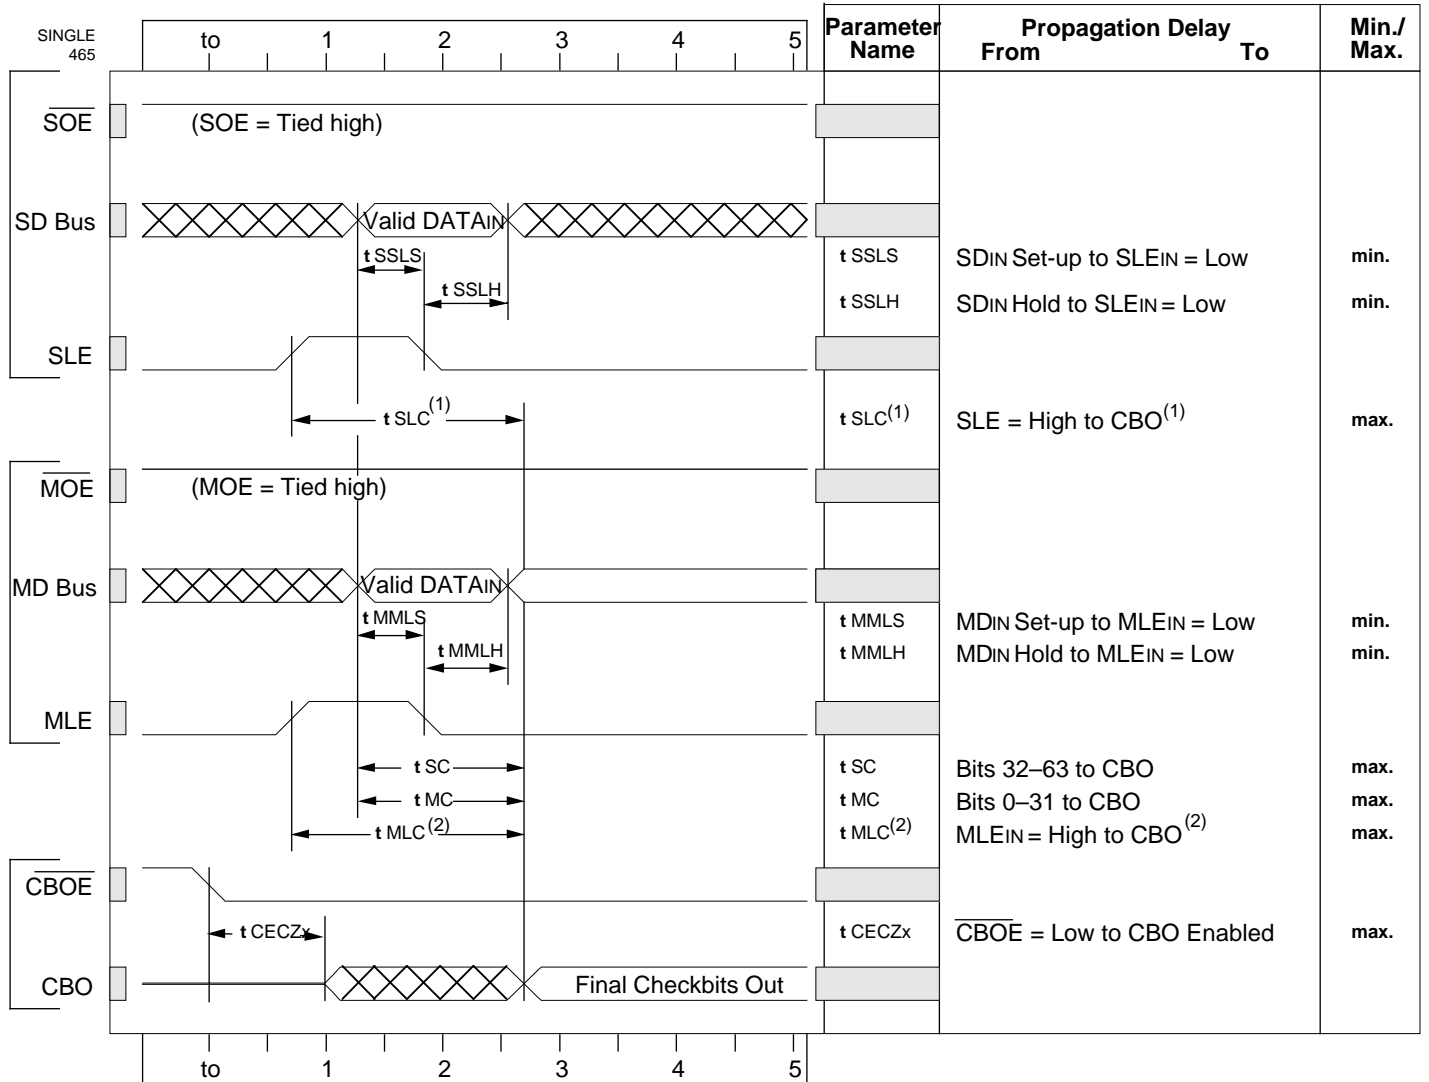 SINGLE
465
to 1 2 3 4 5
Parameter Name
Propagation Delay
From To
Min./ Max.
SOE
(SOE = Tied high)
SD Bus
Valid DATAIN
t SSLS
t SSLS SDIN Set-up to SLEIN = Low min.
t SSLH
t SSLH SDIN Hold to SLEIN = Low min.
SLE
t SLC(1)
t SLC(1) SLE = High to CBO(1) max.
MOE
(MOE = Tied high)
MD Bus
Valid DATAIN
t MMLS
t MMLS MDIN Set-up to MLEIN = Low min.
t MMLH
t MMLH MDIN Hold to MLEIN = Low min.
MLE
t SC
t SC Bits 32–63 to CBO max.
t MC
t MC Bits 0–31 to CBO max.
t MLC(2)
t MLC(2) MLEIN = High to CBO(2) max.
CBOE
t CECZx
t CECZx CBOE = Low to CBO Enabled max.
CBO
Final Checkbits Out
to 1 2 3 4 5